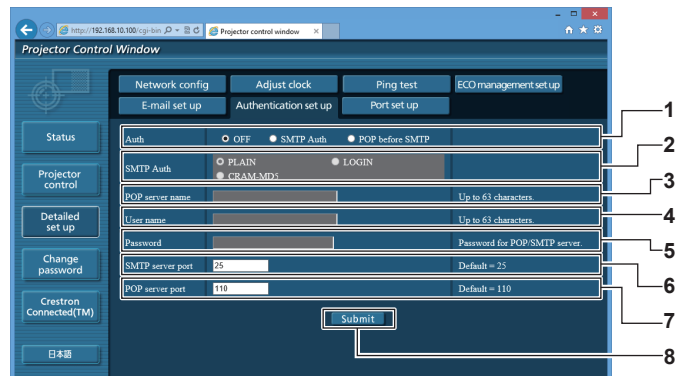 http://192.168.10.100/cgi-bin
Projector control window
Projector Control Window
Network config
Adjust clock
Ping test
ECO management set up
E-mail set up
Authentication set up
Port set up
Status
Projector
control
Detailed
set up
Change
password
Crestron
Connected(TM)
日本語
Auth
OFF
SMTP Auth
POP before SMTP
1
SMTP Auth
PLAIN
LOGIN
CRAM-MD5
2
POP server name
Up to 63 characters.
3
User name
Up to 63 characters.
4
Password
Password for POP/SMTP server.
5
SMTP server port
25
Default = 25
6
POP server port
110
Default = 110
7
Submit
8